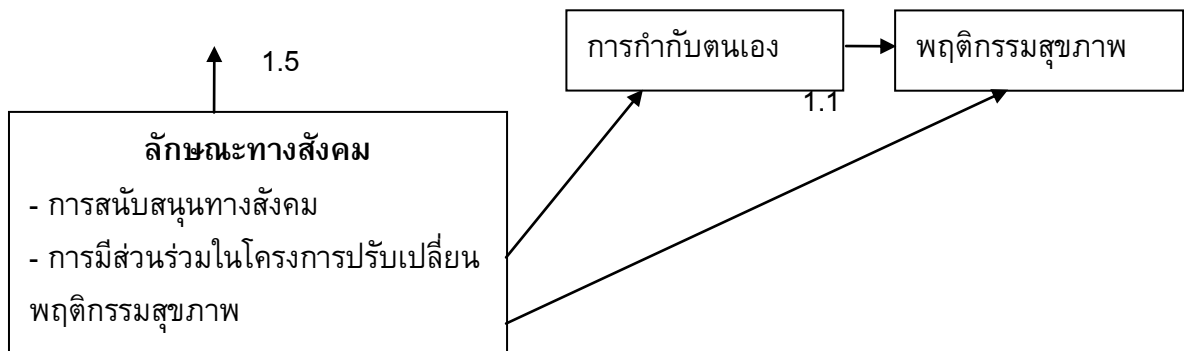 1.5
การกำกับตนเอง
พฤติกรรมสุขภาพ
1.1
ลักษณะทางสังคม
- การสนับสนุนทางสังคม
- การมีส่วนร่วมในโครงการปรับเปลี่ยน
พฤติกรรมสุขภาพ